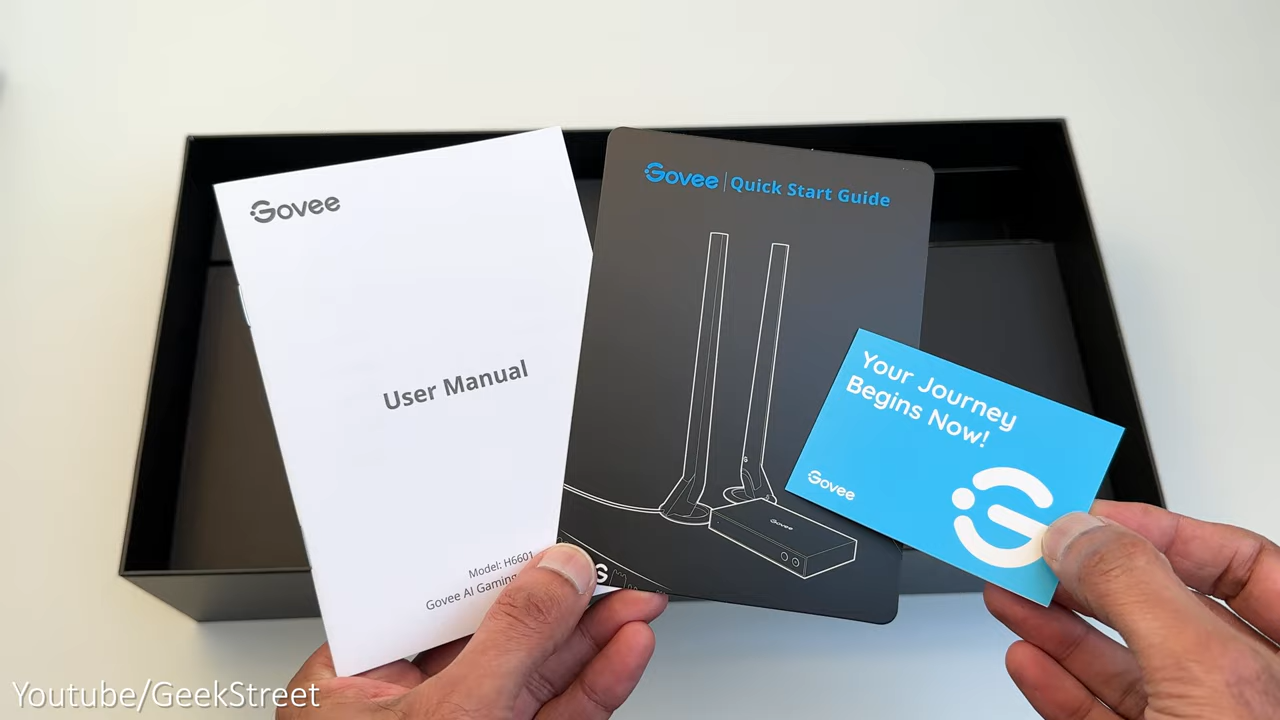 Govee
User Manual
Model: H6601
Govee AI Gaming
Govee | Quick Start Guide
Govee
Your Journey
Begins Now!
Govee
Youtube/GeekStreet